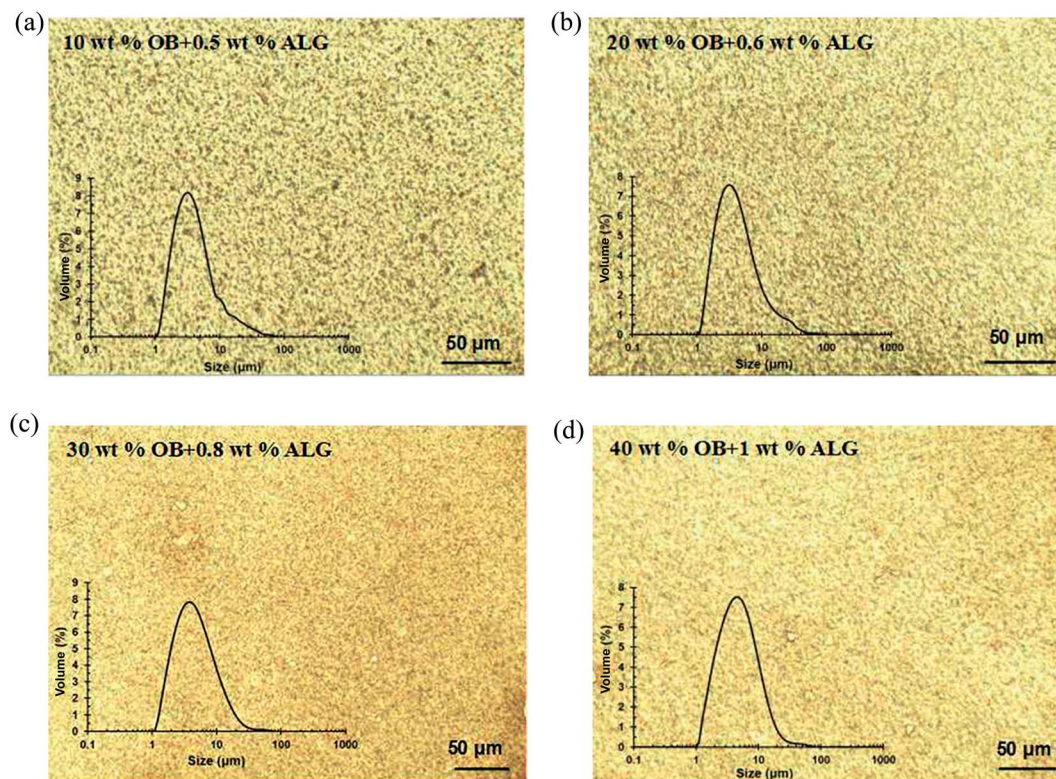 (a)
10 wt % OB+0.5 wt % ALG
9
8
7
6
5
4
3
2
1
0
Volume (%)
0.1 1 10 100 1000
Size (µm)
50 µm
(b)
20 wt % OB+0.6 wt % ALG
8
7
6
5
4
3
2
1
0
Volume (%)
0.1 1 10 100 1000
Size (µm)
50 µm
(c)
30 wt % OB+0.8 wt % ALG
9
8
7
6
5
4
3
2
1
0
Volume (%)
0.1 1 10 100 1000
Size (µm)
50 µm
(d)
40 wt % OB+1 wt % ALG
8
7
6
5
4
3
2
1
0
Volume (%)
0.1 1 10 100 1000
Size (µm)
50 µm